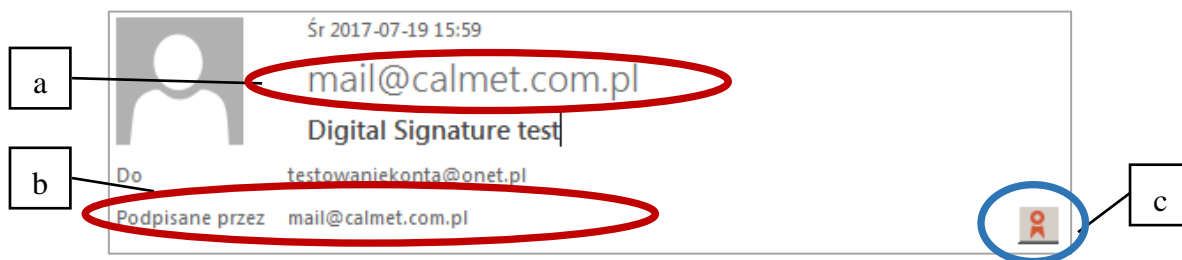 Śr 2017-07-19 15:59
a
mail@calmet.com.pl
Digital Signature test
b
Do testowaniekonta@onet.pl
Podpisane przez mail@calmet.com.pl
c